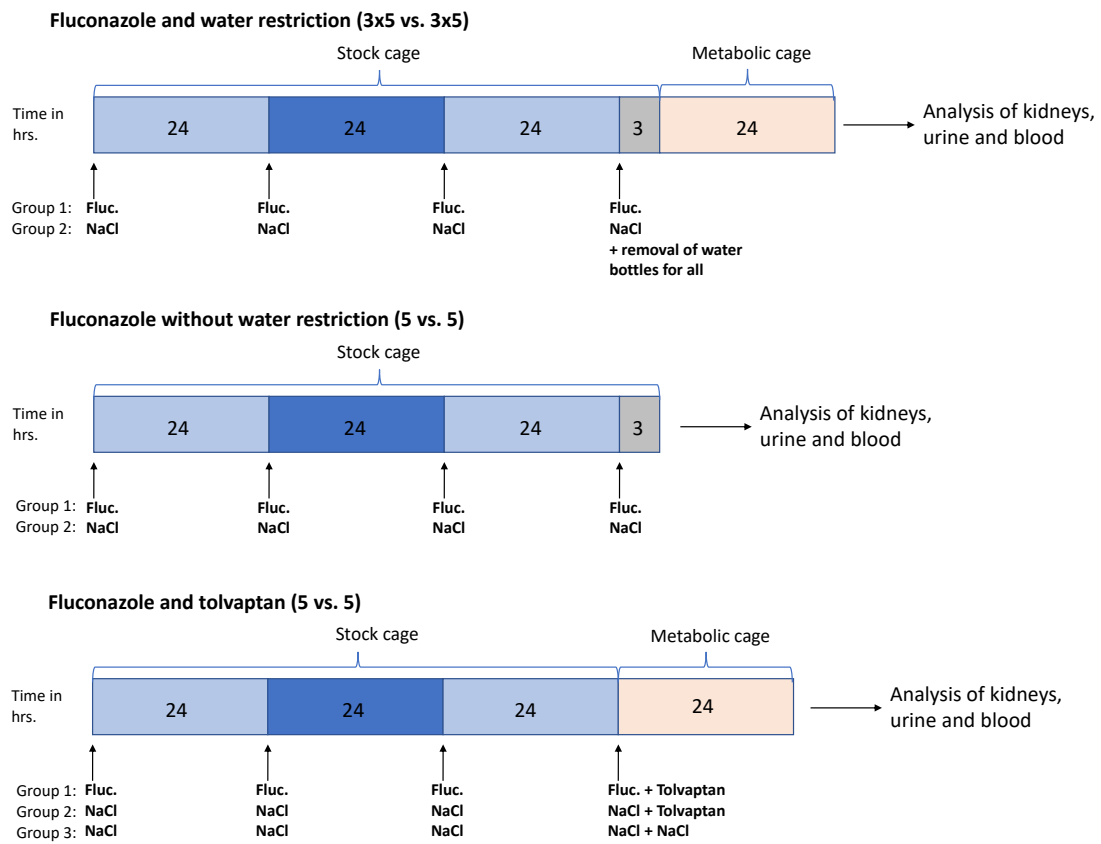 Fluconazole and water restriction (3x5 vs. 3x5)
Stock cage
Metabolic cage
Time in
hrs.
24
24
24
3
24
Analysis of kidneys,
urine and blood
Group 1: Fluc. Fluc. Fluc. Fluc.
Group 2: NaCl NaCl NaCl NaCl
+ removal of water
bottles for all
Fluconazole without water restriction (5 vs. 5)
Stock cage
Time in
hrs.
24
24
24
3
Analysis of kidneys,
urine and blood
Group 1: Fluc. Fluc. Fluc. Fluc.
Group 2: NaCl NaCl NaCl NaCl
Fluconazole and tolvaptan (5 vs. 5)
Stock cage
Metabolic cage
Time in
hrs.
24
24
24
24
Analysis of kidneys,
urine and blood
Group 1: Fluc. Fluc. Fluc. Fluc. + Tolvaptan
Group 2: NaCl NaCl NaCl NaCl + Tolvaptan
Group 3: NaCl NaCl NaCl NaCl + NaCl